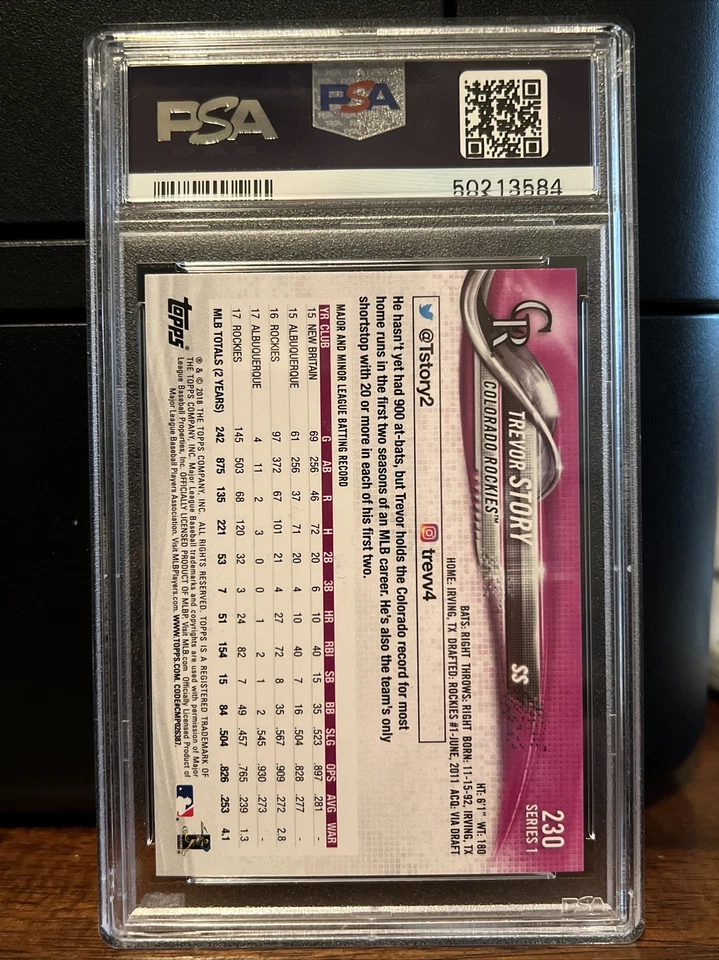 PSA
PSA
50213584
230
SERIES 1
TREVOR STORY
SS
COLORADO ROCKIES™
CR
HT: 6'1" WT: 180
BATS: RIGHT THROWS: RIGHT BORN: 11-15-92, IRVING, TX
HOME: IRVING, TX DRAFTED: ROCKIES #1-JUNE, 2011 ACQ: VIA DRAFT
@Tstory2 trevv4
He hasn't yet had 900 at-bats, but Trevor holds the Colorado record for most
home runs in the first two seasons of an MLB career. He's also the team's only
shortstop with 20 or more in each of his first two.
MAJOR AND MINOR LEAGUE BATTING RECORD
YR CLUB G AB R H 2B 3B HR RBI SB BB SLG OPS AVG WAR
15 NEW BRITAIN 69 256 46 72 20 6 10 40 15 35 .523 .897 .281 -
15 ALBUQUERQUE 61 256 37 71 20 4 10 40 7 16 .504 .828 .277 -
16 ROCKIES 97 372 67 101 21 4 27 72 8 35 .567 .909 .272 2.8
17 ALBUQUERQUE 4 11 2 3 0 0 1 2 1 2 .545 .930 .273 -
17 ROCKIES 145 503 68 120 32 3 24 82 7 49 .457 .765 .239 1.3
MLB TOTALS (2 YEARS) 242 875 135 221 53 7 51 154 15 84 .504 .826 .253 4.1
topps
® & © 2018 THE TOPPS COMPANY, INC. ALL RIGHTS RESERVED. TOPPS IS A REGISTERED TRADEMARK OF
THE TOPPS COMPANY, INC. Major League Baseball trademarks and copyrights are used with permission of Major
League Baseball Properties, Inc. OFFICIALLY LICENSED PRODUCT OF MLBP. Visit MLB.com Officially Licensed Product of
Major League Baseball Players Association. Visit MLBPlayers.com. WWW.TOPPS.COM. CODE#CMP026387.
PSA